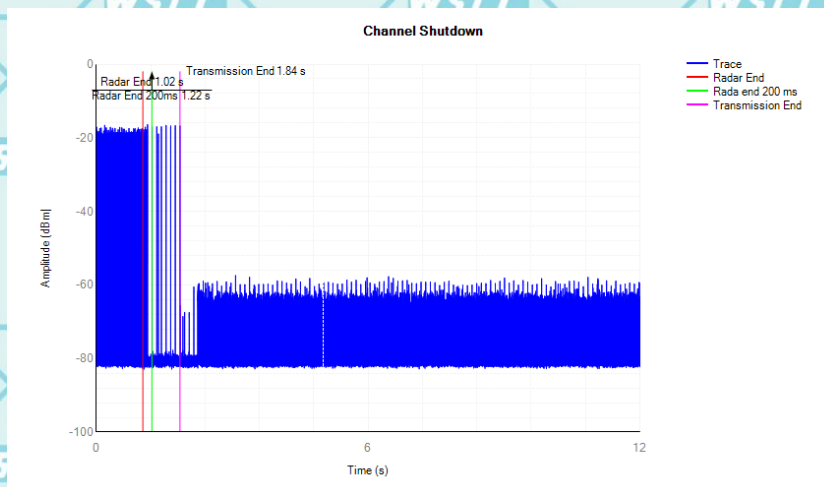 Channel Shutdown
Transmission End 1.84 s
Radar End 1.02 s
Radar End 200ms 1.22 s
Trace
Radar End
Rada end 200 ms
Transmission End
0
-20
-40
-60
-80
-100
Amplitude [dBm]
0
6
12
Time (s)